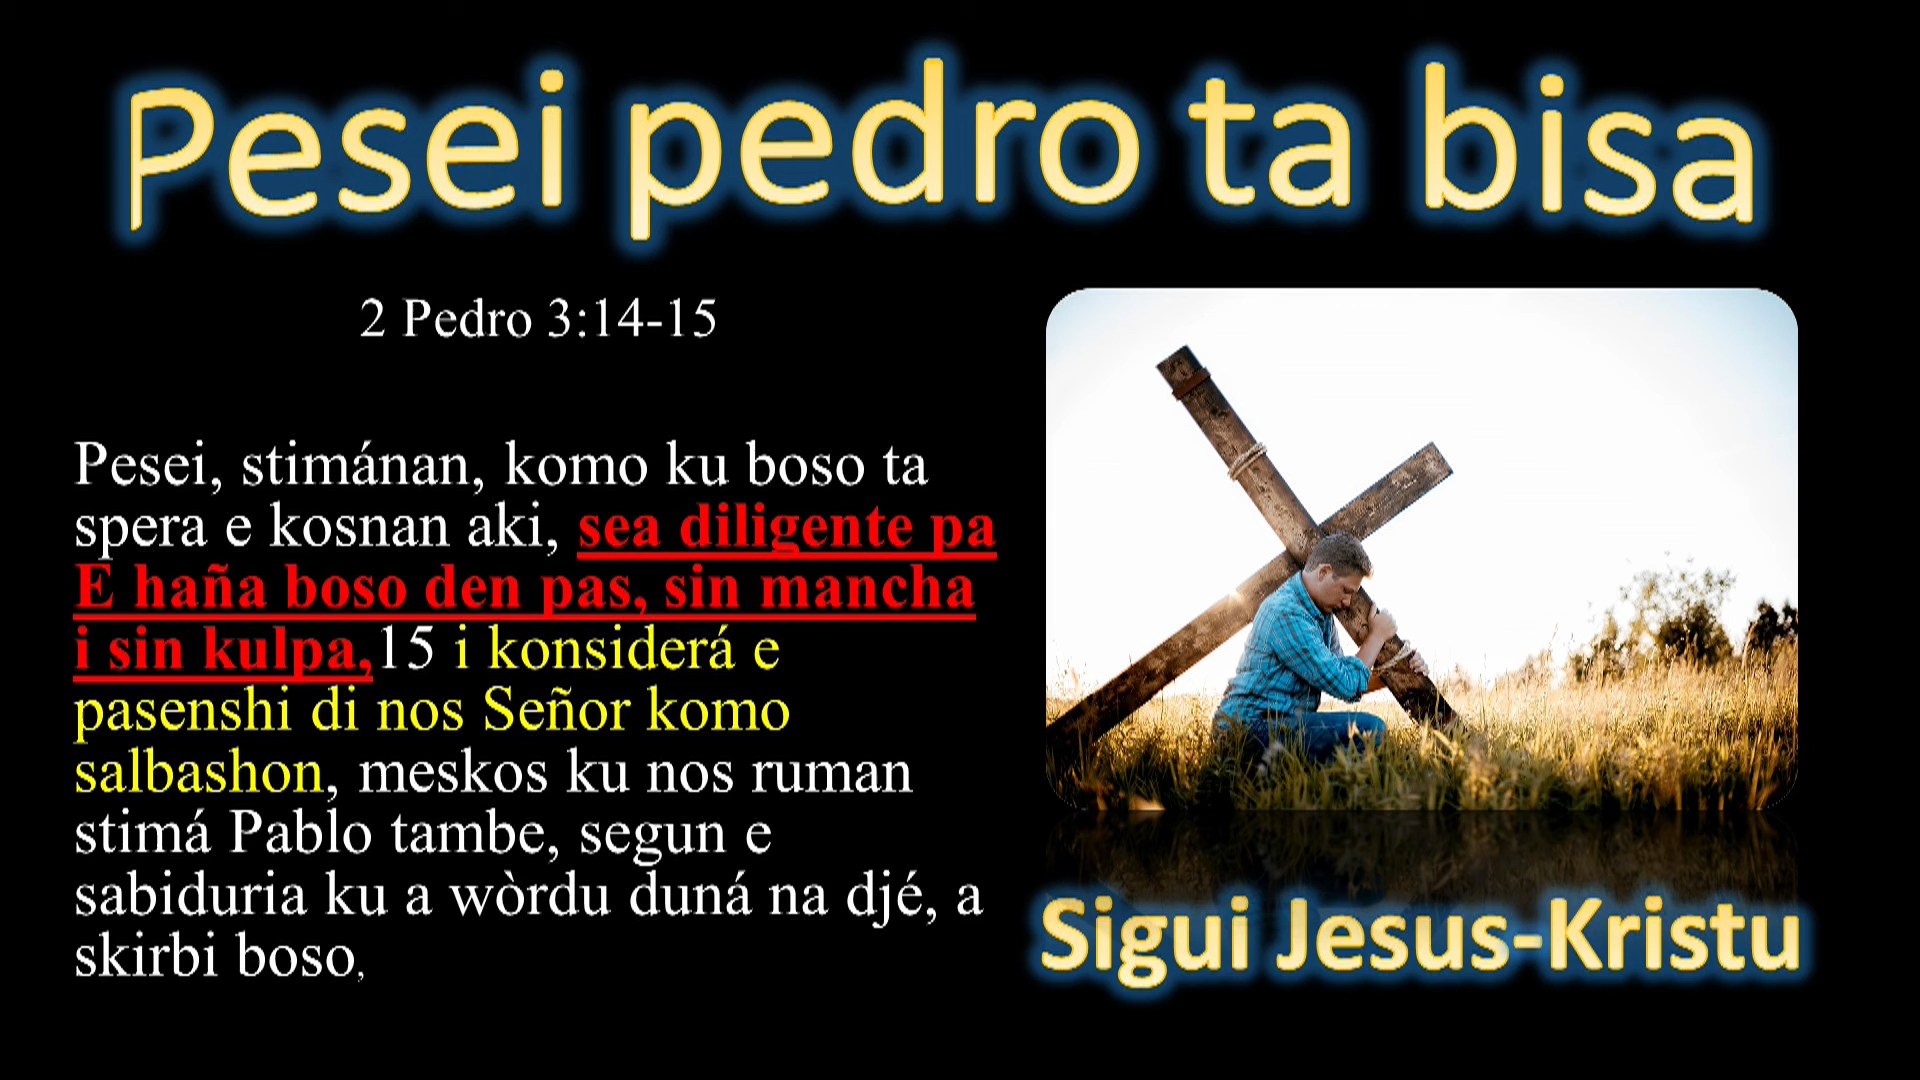 Pesei pedro ta bisa
2 Pedro 3:14-15
Pesei, stimánan, komo ku boso ta
spera e kosnan aki, sea diligente pa
E haña boso den pas, sin mancha
i sin kulpa,15 i konsiderá e
pasenshi di nos Señor komo
salbashon, meskos ku nos ruman
stimá Pablo tambe, segun e
sabiduria ku a wòrdu duná na djé, a
skirbi boso,
Sigui Jesus-Kristu